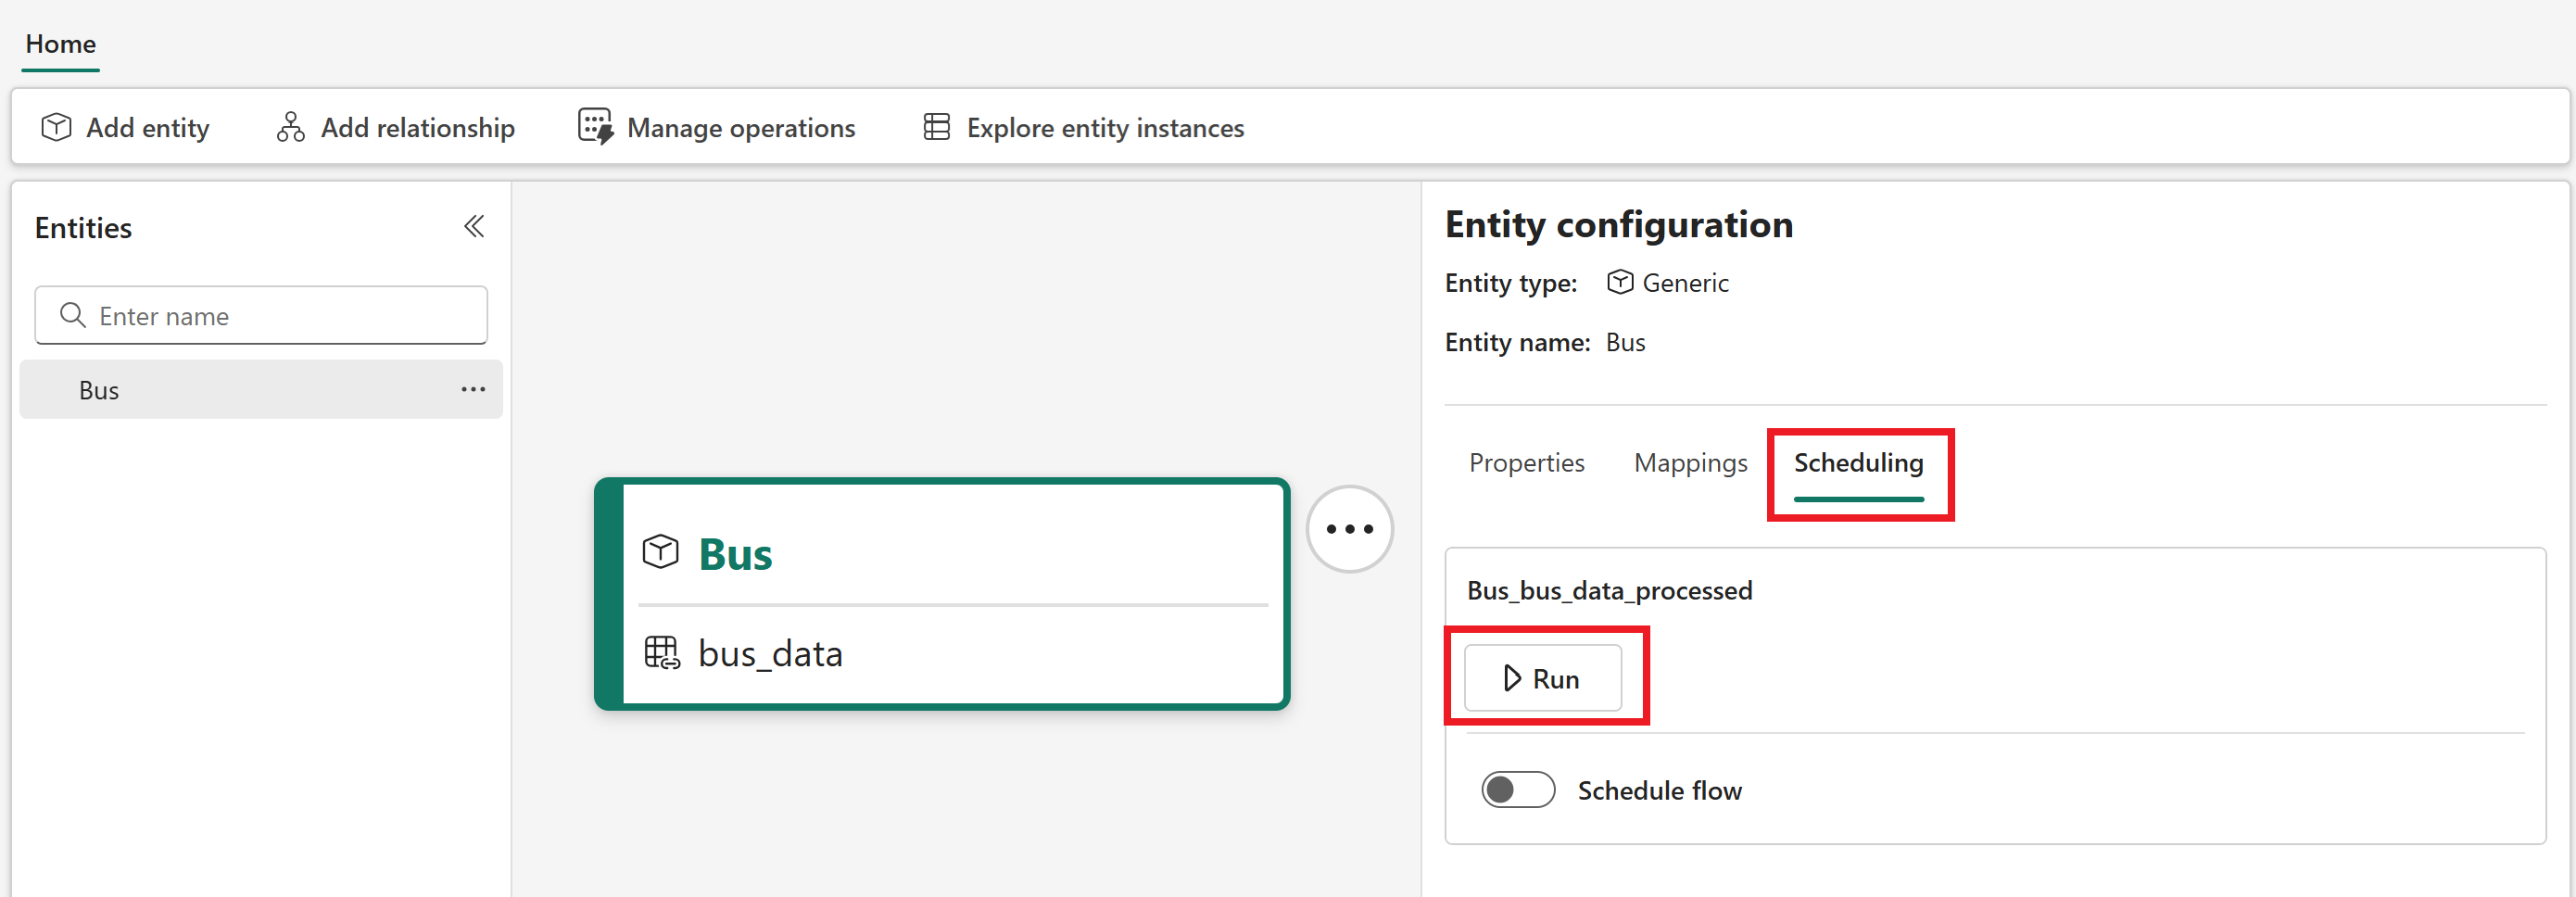 Home
Add entity
Add relationship
Manage operations
Explore entity instances
Entities
Enter name
Bus
Bus
bus_data
Entity configuration
Entity type: Generic
Entity name: Bus
Properties
Mappings
Scheduling
Bus_bus_data_processed
Run
Schedule flow